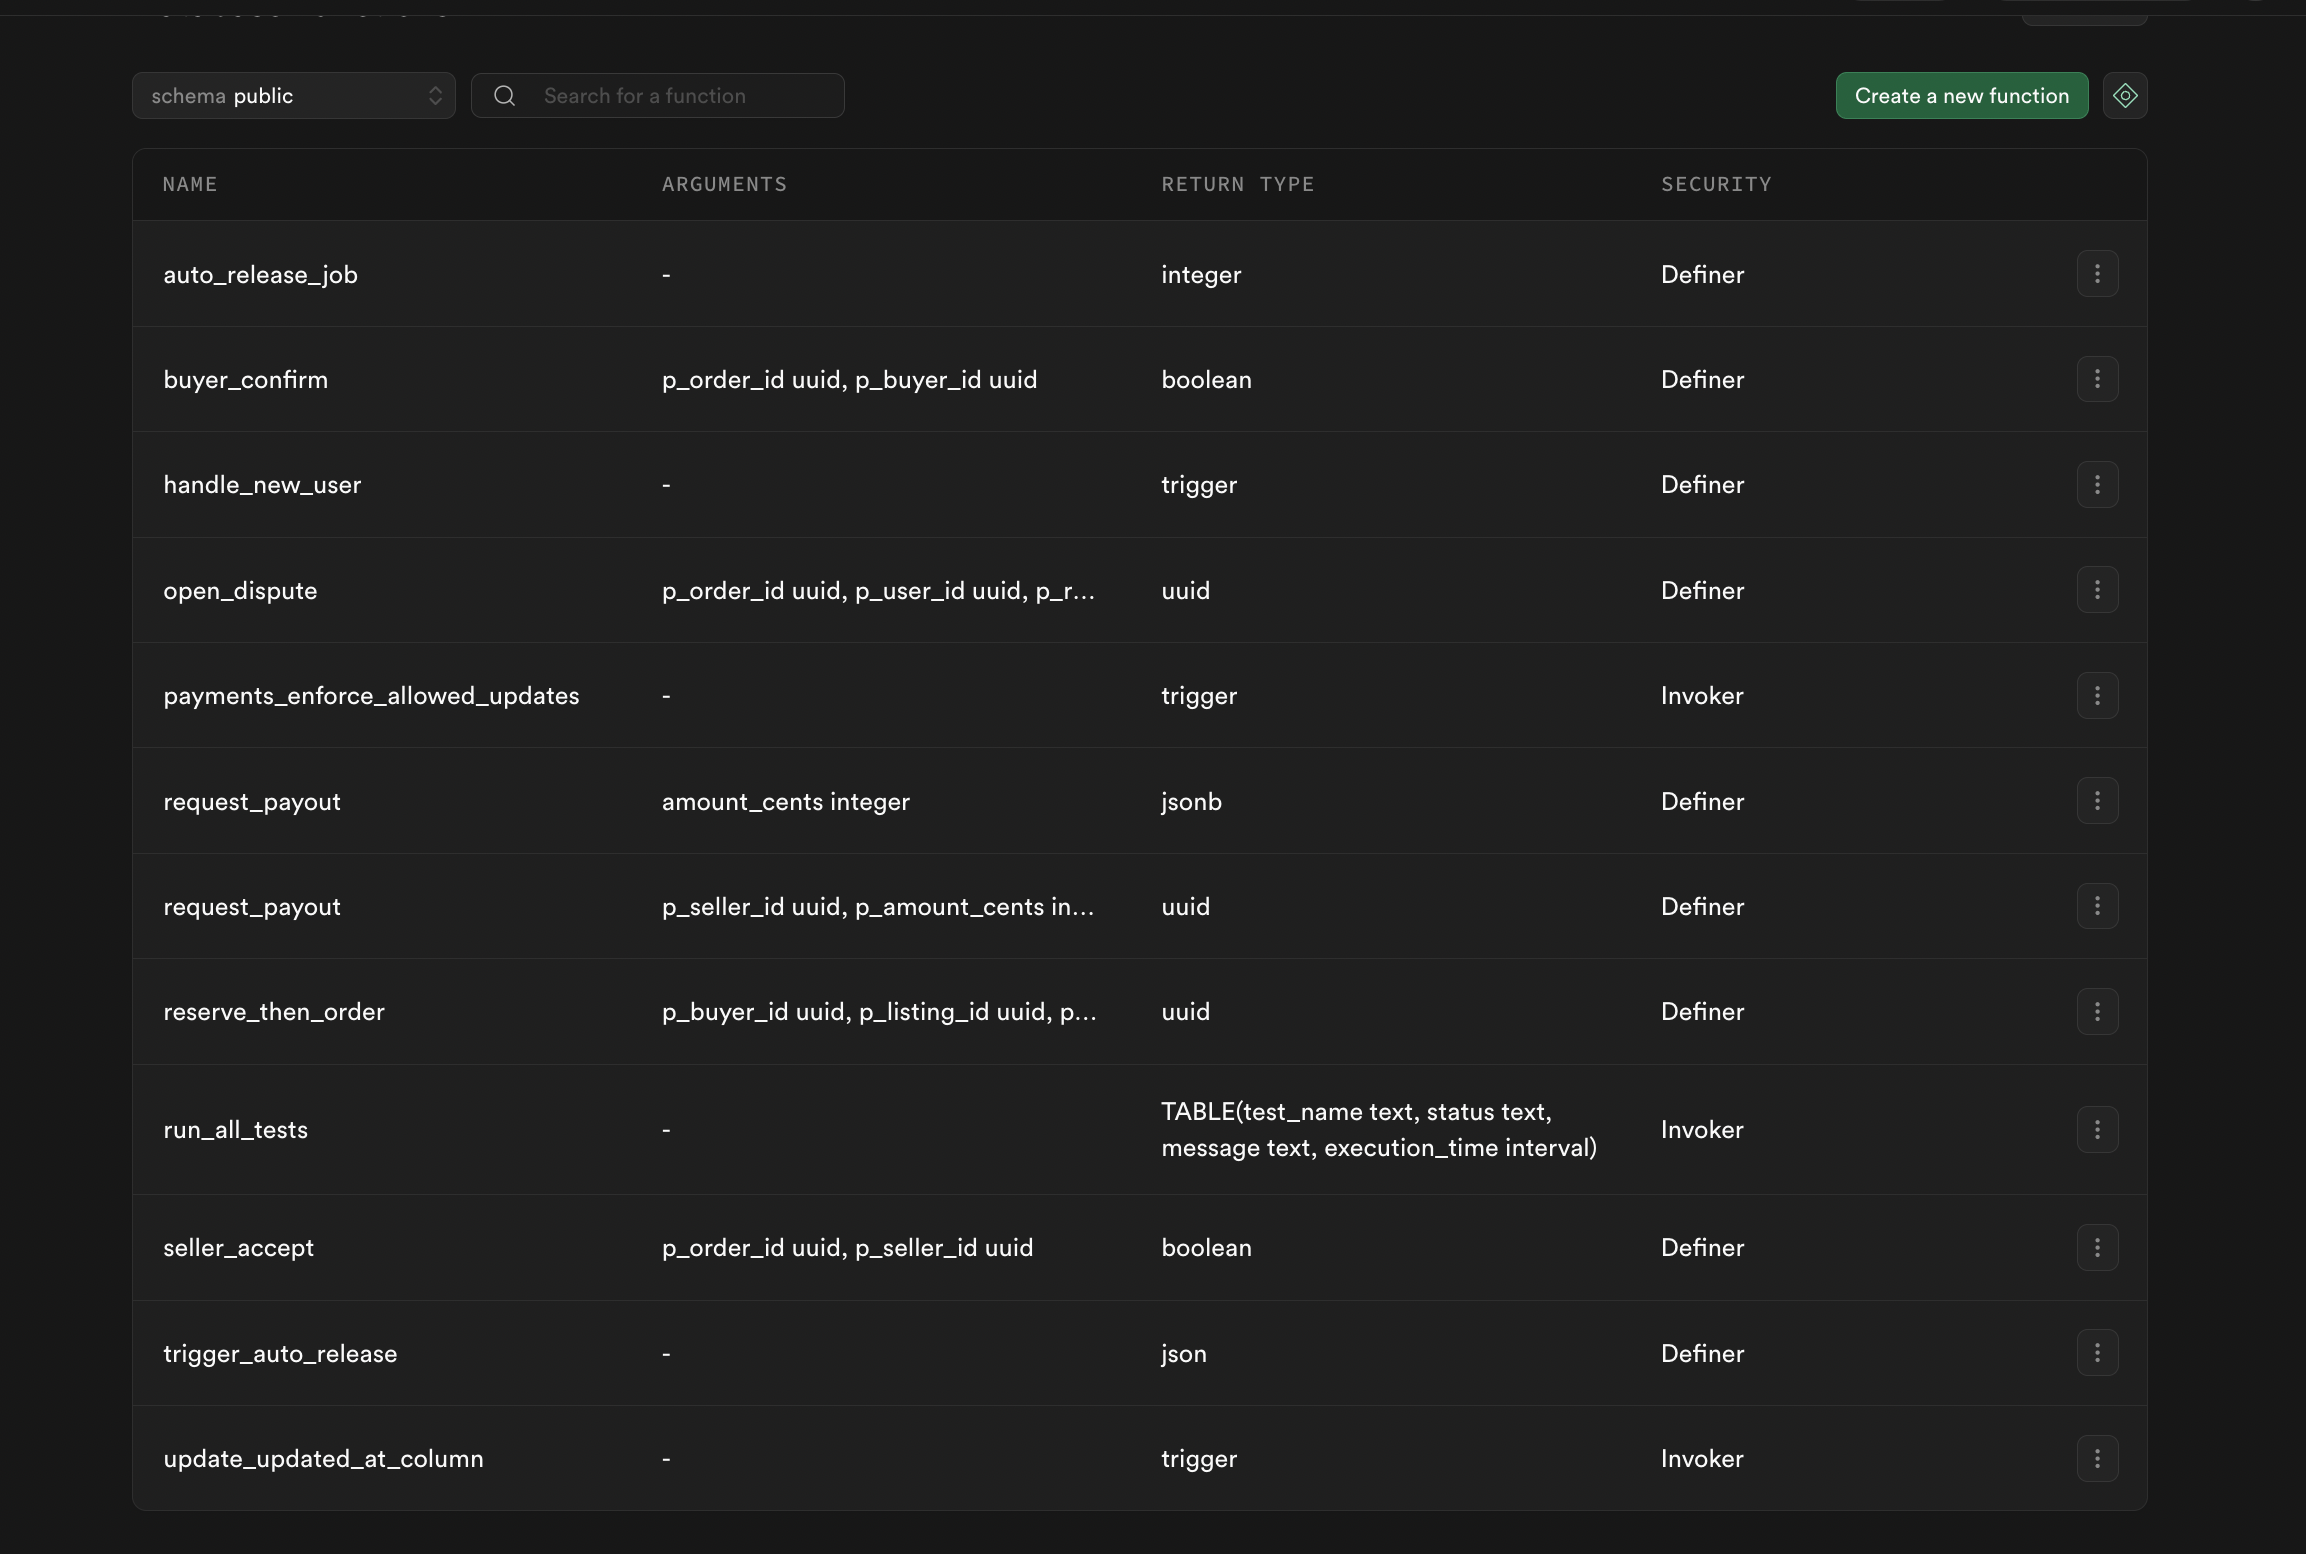 schema public
Search for a function
Create a new function
NAME ARGUMENTS RETURN TYPE SECURITY
auto_release_job - integer Definer
buyer_confirm p_order_id uuid, p_buyer_id uuid boolean Definer
handle_new_user - trigger Definer
open_dispute p_order_id uuid, p_user_id uuid, p_r... uuid Definer
payments_enforce_allowed_updates - trigger Invoker
request_payout amount_cents integer jsonb Definer
request_payout p_seller_id uuid, p_amount_cents in... uuid Definer
reserve_then_order p_buyer_id uuid, p_listing_id uuid, p... uuid Definer
run_all_tests - TABLE(test_name text, status text,
message text, execution_time interval) Invoker
seller_accept p_order_id uuid, p_seller_id uuid boolean Definer
trigger_auto_release - json Definer
update_updated_at_column - trigger Invoker